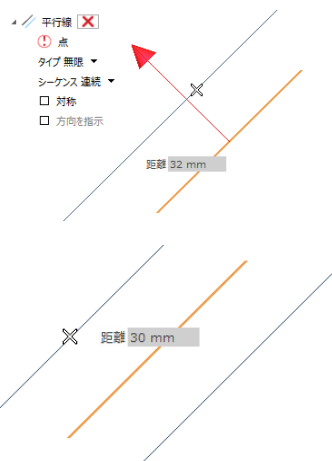 平行線
点
タイプ 無限
シーケンス 連続
対称
方向を指示
距離 32 mm
距離 30 mm